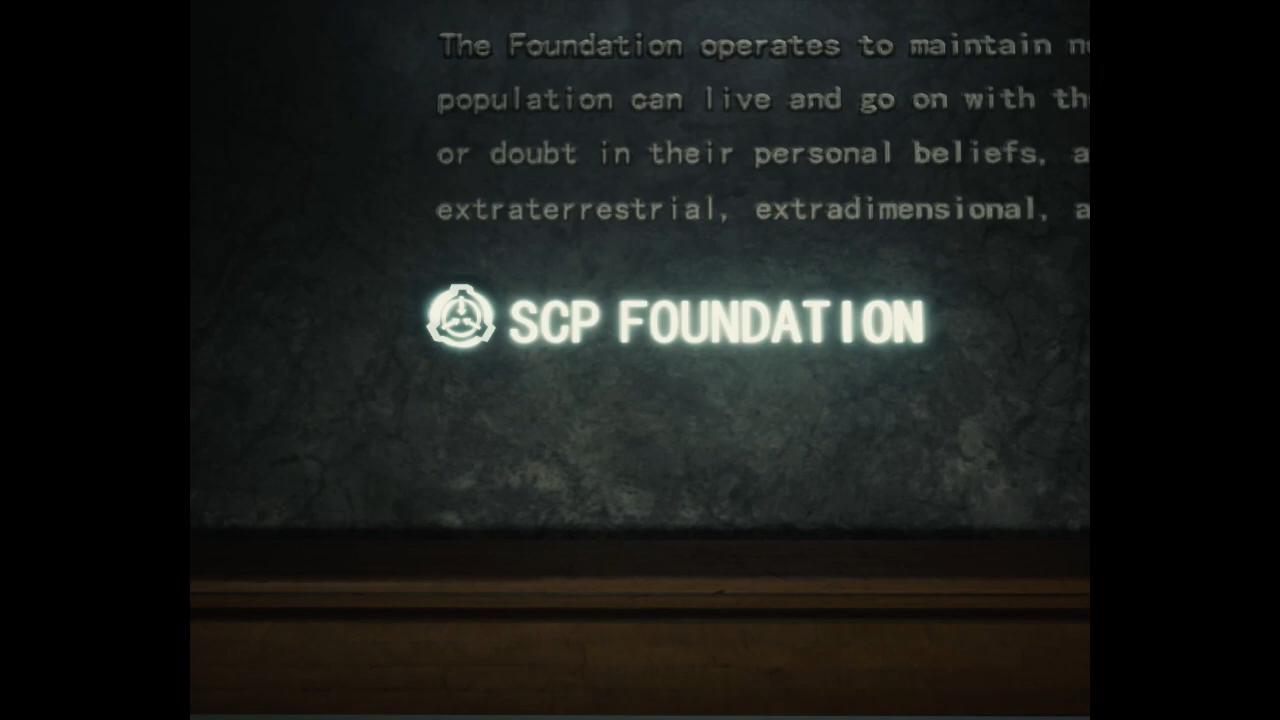 The Foundation operates to maintain
population can live and go on with
or doubt in their personal beliefs,
extraterrestrial, extradimensional,
SCP FOUNDATION